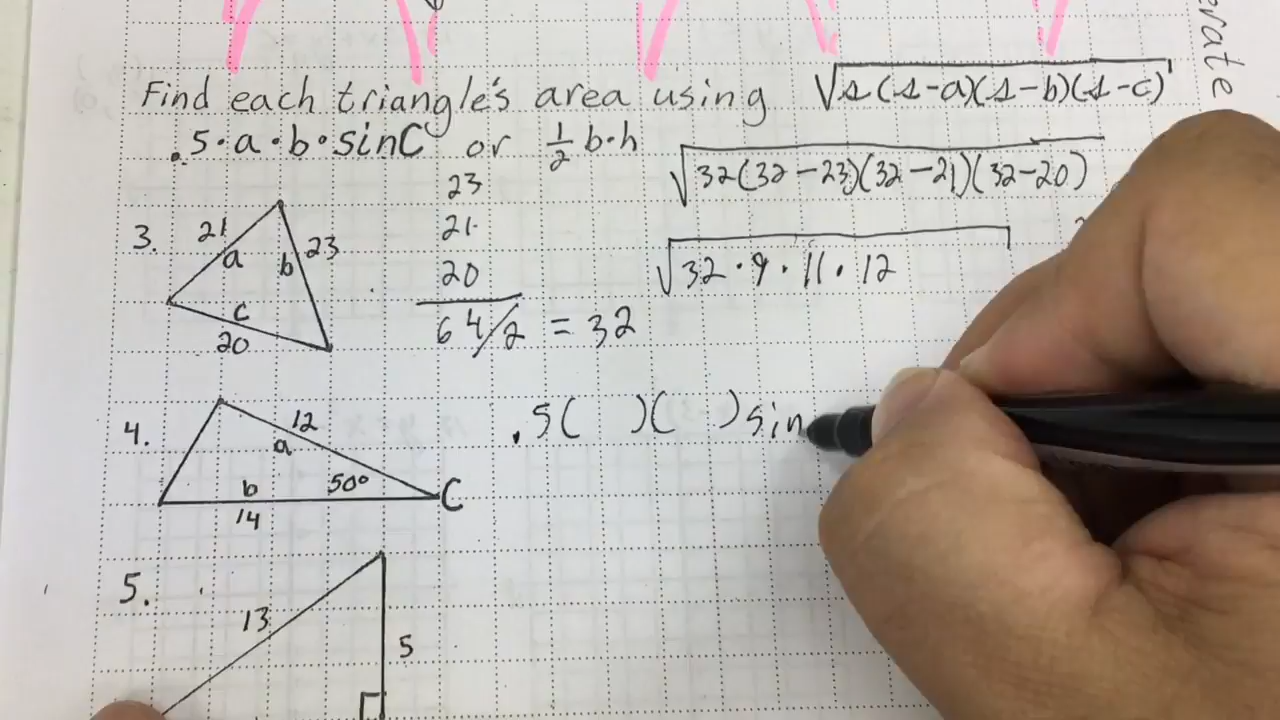 erate
Find each triangle's area using √s(s-a)(s-b)(s-c)
.5·a·b·sinC or 1/2 b·h
√32(32-23)(32-21)(32-20)
√32·9·11·12
3.
21
a
b
23
c
20
23
21
20
64/2 = 32
4.
12
a
b
50°
C
14
.5( )( )sin
5.
13
5